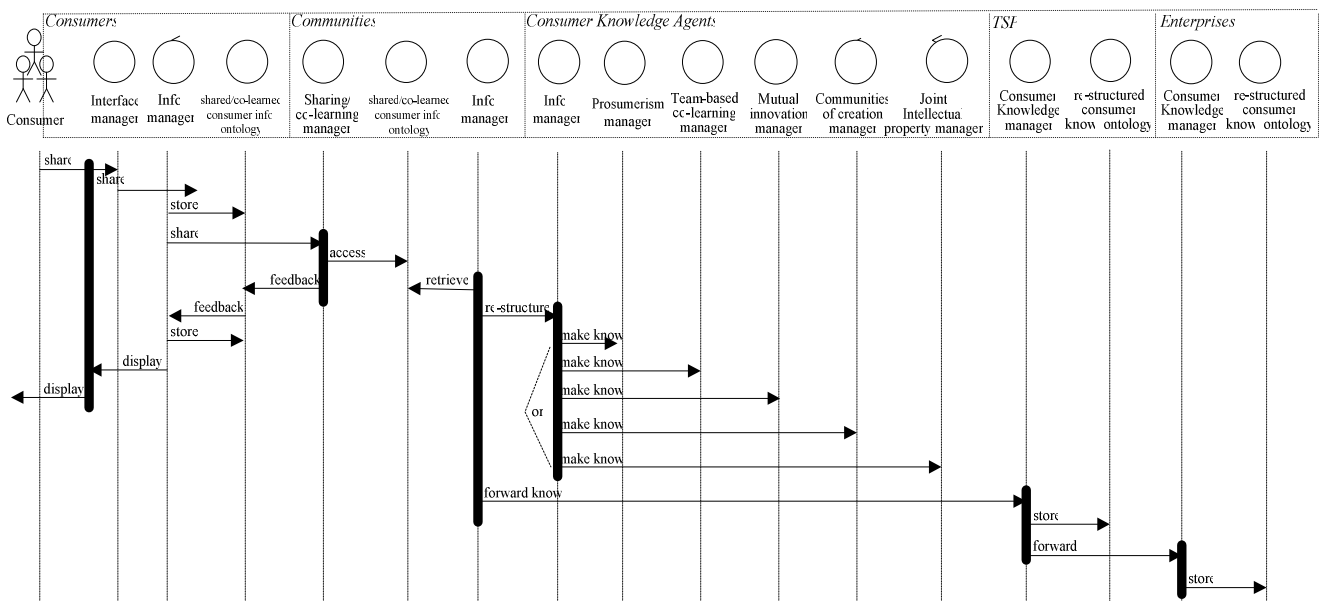 Consumers
Communities
Consumer Knowledge Agents
TSP
Enterprises
Consumer
Interface
manager
Info
manager
shared/co-learned
consumer info
ontology
Sharing/
co-learning
manager
shared/co-learned
consumer info
ontology
Info
manager
Info
manager
Prosumerism
manager
Team-based
co-learning
manager
Mutual
innovation
manager
Communities
of creation
manager
Joint
Intellectual
property manager
Consumer
Knowledge
manager
re-structured
consumer
know ontology
Consumer
Knowledge
manager
re-structured
consumer
know ontology
share
share
store
share
access
feedback
retrieve
feedback
re-structure
store
make know
display
make know
display
make know
or
make know
make know
forward know
store
forward
store